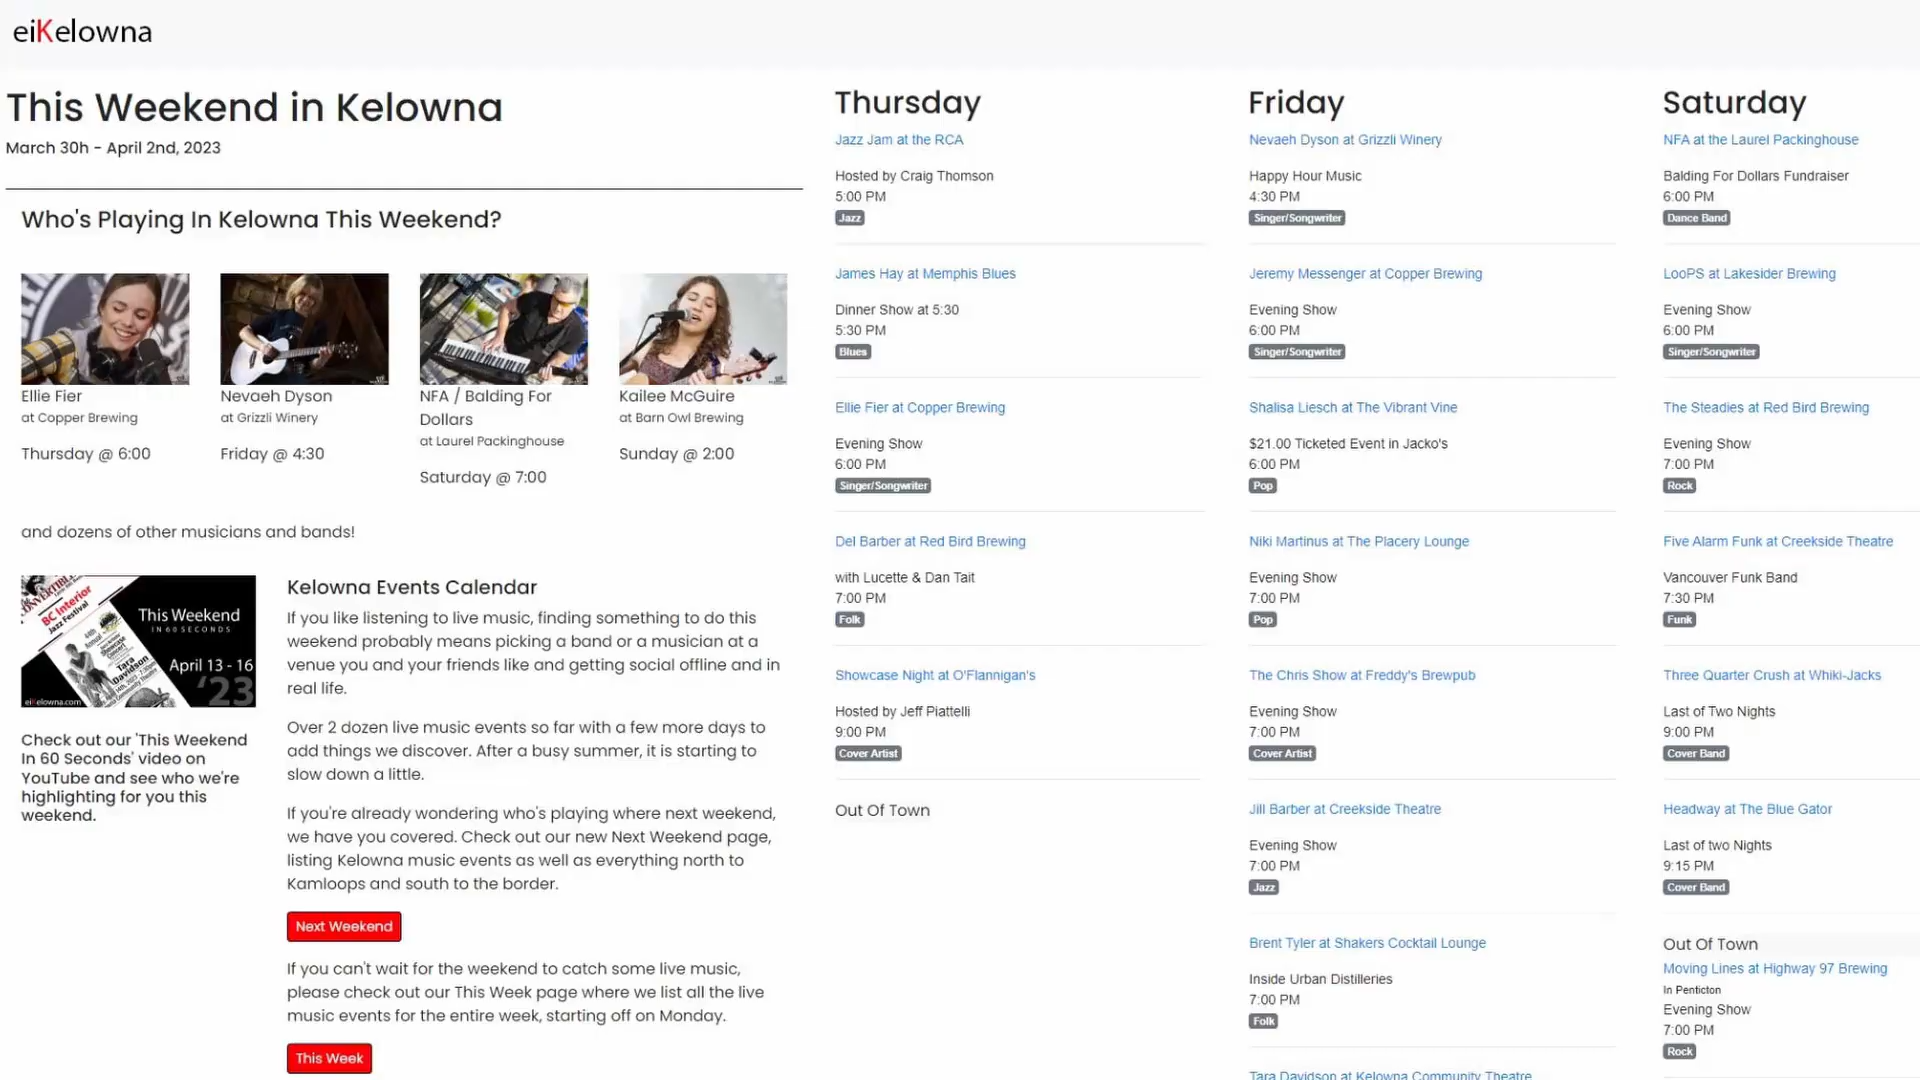 eiKelowna
This Weekend in Kelowna
March 30h - April 2nd, 2023
Who's Playing In Kelowna This Weekend?
Ellie Fier
at Copper Brewing
Thursday @ 6:00
Nevaeh Dyson
at Grizzli Winery
Friday @ 4:30
NFA / Balding For
Dollars
at Laurel Packinghouse
Saturday @ 7:00
Kailee McGuire
at Barn Owl Brewing
Sunday @ 2:00
and dozens of other musicians and bands!
BC Interior
Jazz Festival
44th
Annual
Tara
Davidson
This Weekend
IN 60 SECONDS
April 13 - 16
'23
eiKelowna.com
Check out our 'This Weekend
In 60 Seconds' video on
YouTube and see who we're
highlighting for you this
weekend.
Kelowna Events Calendar
If you like listening to live music, finding something to do this
weekend probably means picking a band or a musician at a
venue you and your friends like and getting social offline and in
real life.
Over 2 dozen live music events so far with a few more days to
add things we discover. After a busy summer, it is starting to
slow down a little.
If you're already wondering who's playing where next weekend,
we have you covered. Check out our new Next Weekend page,
listing Kelowna music events as well as everything north to
Kamloops and south to the border.
Next Weekend
If you can't wait for the weekend to catch some live music,
please check out our This Week page where we list all the live
music events for the entire week, starting off on Monday.
This Week
Thursday
Jazz Jam at the RCA
Hosted by Craig Thomson
5:00 PM
Jazz
James Hay at Memphis Blues
Dinner Show at 5:30
5:30 PM
Blues
Ellie Fier at Copper Brewing
Evening Show
6:00 PM
Singer/Songwriter
Del Barber at Red Bird Brewing
with Lucette & Dan Tait
7:00 PM
Folk
Showcase Night at O'Flannigan's
Hosted by Jeff Piattelli
9:00 PM
Cover Artist
Out Of Town
Friday
Nevaeh Dyson at Grizzli Winery
Happy Hour Music
4:30 PM
Singer/Songwriter
Jeremy Messenger at Copper Brewing
Evening Show
6:00 PM
Singer/Songwriter
Shalisa Liesch at The Vibrant Vine
$21.00 Ticketed Event in Jacko's
6:00 PM
Pop
Niki Martinus at The Placery Lounge
Evening Show
7:00 PM
Pop
The Chris Show at Freddy's Brewpub
Evening Show
7:00 PM
Cover Artist
Jill Barber at Creekside Theatre
Evening Show
7:00 PM
Jazz
Brent Tyler at Shakers Cocktail Lounge
Inside Urban Distilleries
7:00 PM
Folk
Tara Davidson at Kelowna Community Theatre
Saturday
NFA at the Laurel Packinghouse
Balding For Dollars Fundraiser
6:00 PM
Dance Band
LooPS at Lakesider Brewing
Evening Show
6:00 PM
Singer/Songwriter
The Steadies at Red Bird Brewing
Evening Show
7:00 PM
Rock
Five Alarm Funk at Creekside Theatre
Vancouver Funk Band
7:30 PM
Funk
Three Quarter Crush at Whiki-Jacks
Last of Two Nights
9:00 PM
Cover Band
Headway at The Blue Gator
Last of two Nights
9:15 PM
Cover Band
Out Of Town
Moving Lines at Highway 97 Brewing
In Penticton
Evening Show
7:00 PM
Rock